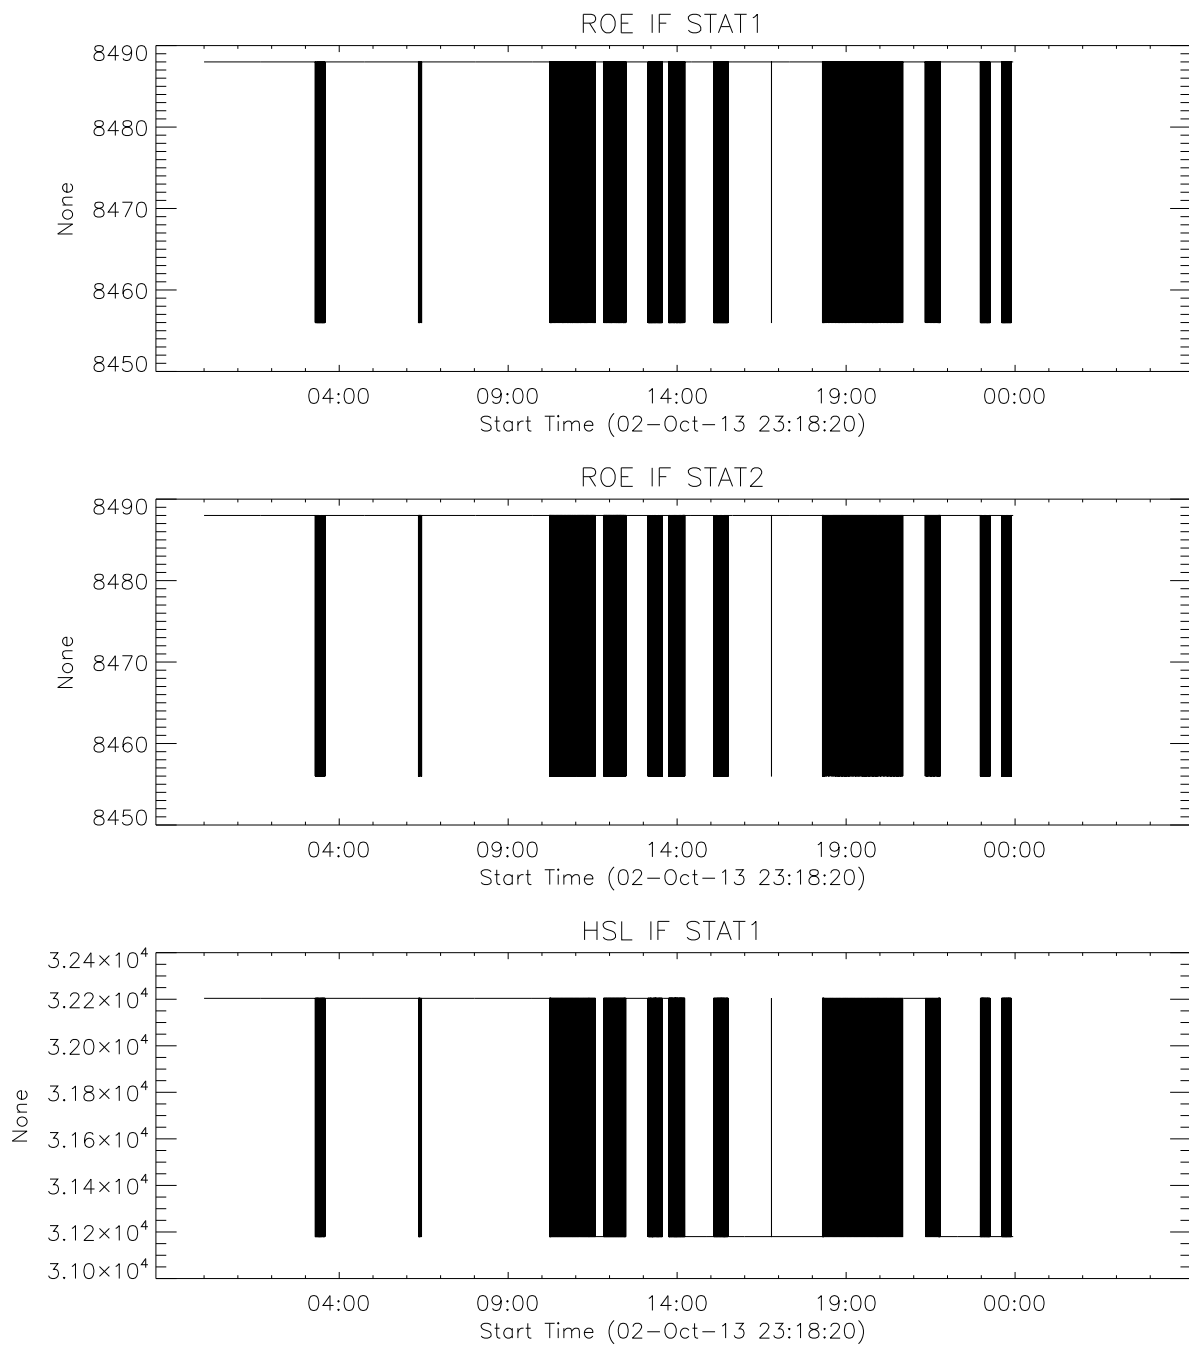 ROE IF STAT1
8490
8480
8470
8460
8450
None
04:00 09:00 14:00 19:00 00:00
Start Time (02-Oct-13 23:18:20)
ROE IF STAT2
8490
8480
8470
8460
8450
None
04:00 09:00 14:00 19:00 00:00
Start Time (02-Oct-13 23:18:20)
HSL IF STAT1
3.24×10⁴
3.22×10⁴
3.20×10⁴
3.18×10⁴
3.16×10⁴
3.14×10⁴
3.12×10⁴
3.10×10⁴
None
04:00 09:00 14:00 19:00 00:00
Start Time (02-Oct-13 23:18:20)